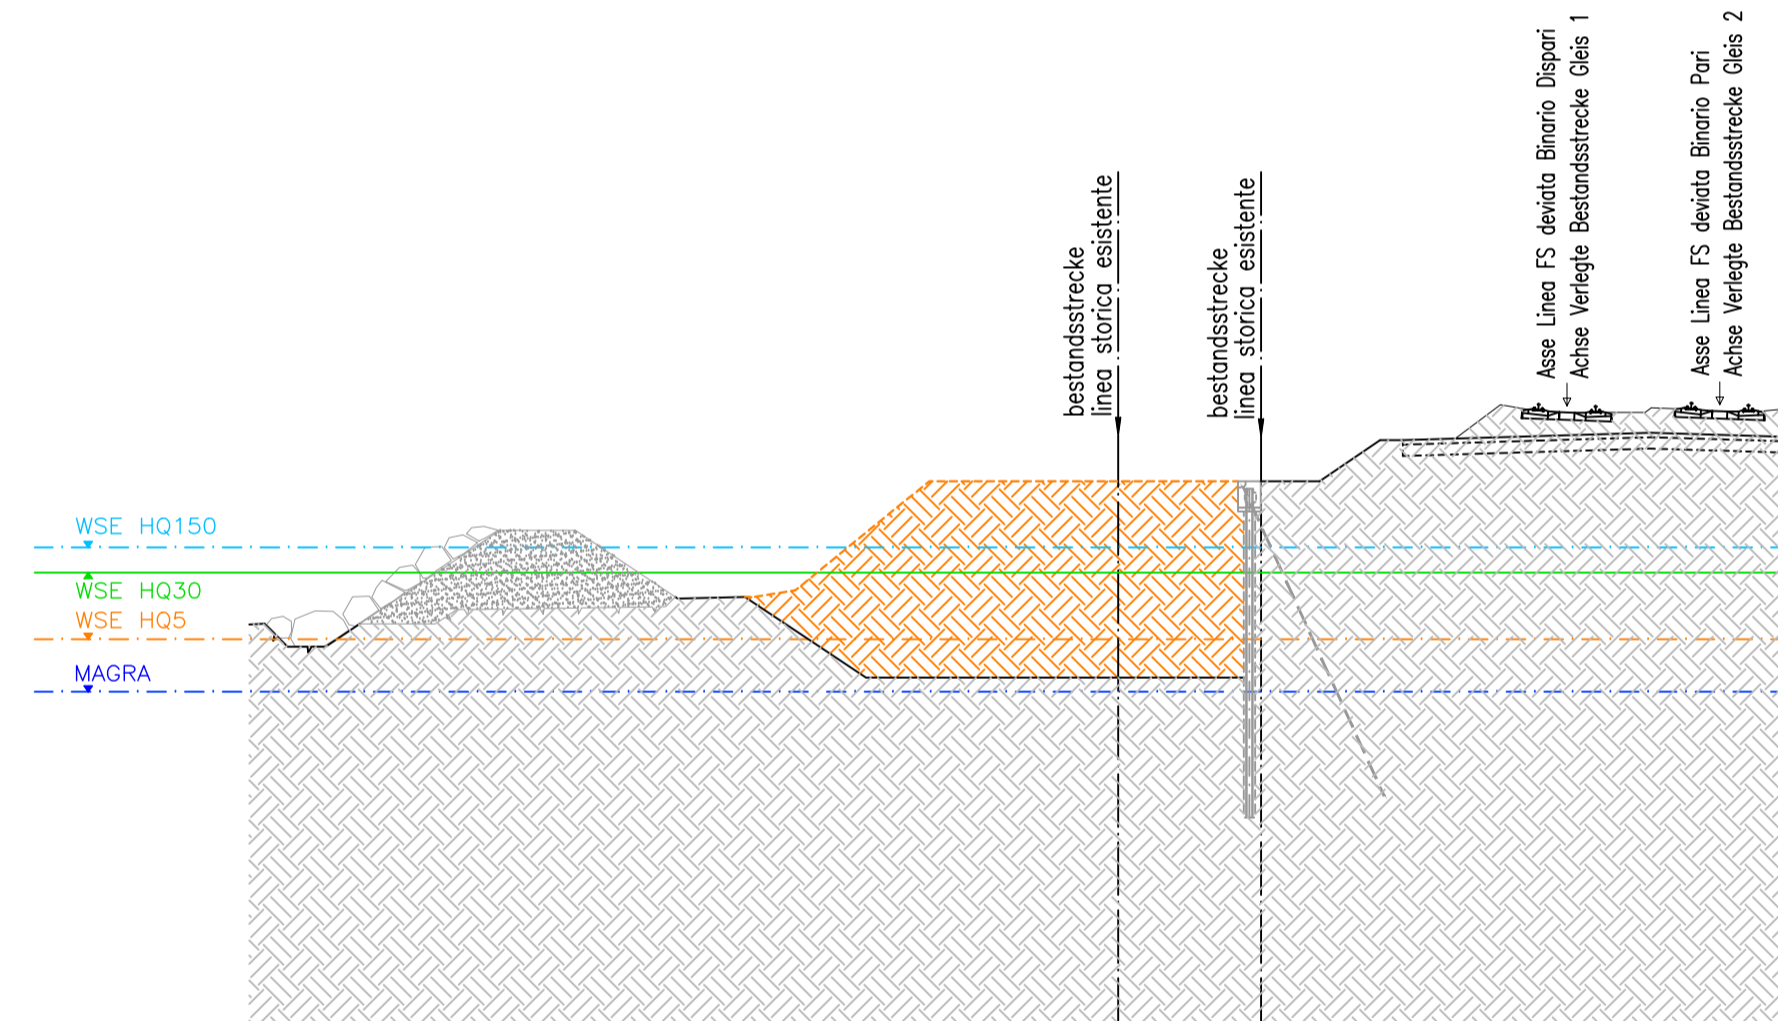 Asse Linea FS deviata Binario Dispari
Achse Verlegte Bestandsstrecke Gleis 1
Asse Linea FS deviata Binario Pari
Achse Verlegte Bestandsstrecke Gleis 2
bestandsstrecke
linea storica esistente
bestandsstrecke
linea storica esistente
WSE HQ150
WSE HQ30
WSE HQ5
MAGRA